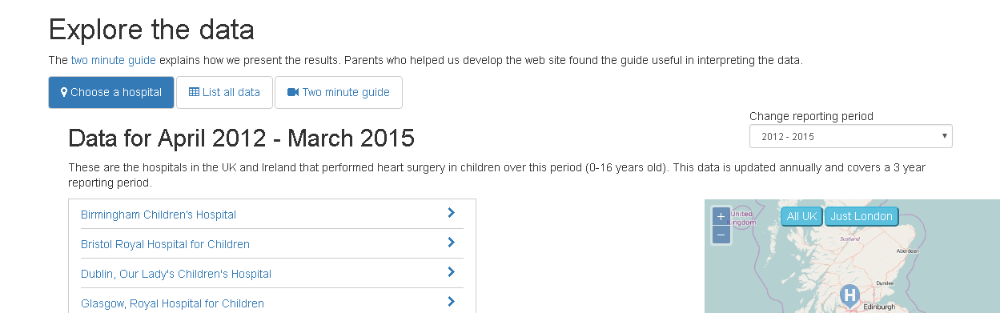 Explore the data
The two minute guide explains how we present the results. Parents who helped us develop the web site found the guide useful in interpreting the data.
Choose a hospital
List all data
Two minute guide
Change reporting period
2012 - 2015
Data for April 2012 - March 2015
These are the hospitals in the UK and Ireland that performed heart surgery in children over this period (0-16 years old). This data is updated annually and covers a 3 year
reporting period.
Birmingham Children's Hospital
Bristol Royal Hospital for Children
Dublin, Our Lady's Children's Hospital
Glasgow, Royal Hospital for Children
+
−
United
Kingdom
All UK
Just London
Scotland
Aberdeen
Dundee
H
Edinburgh